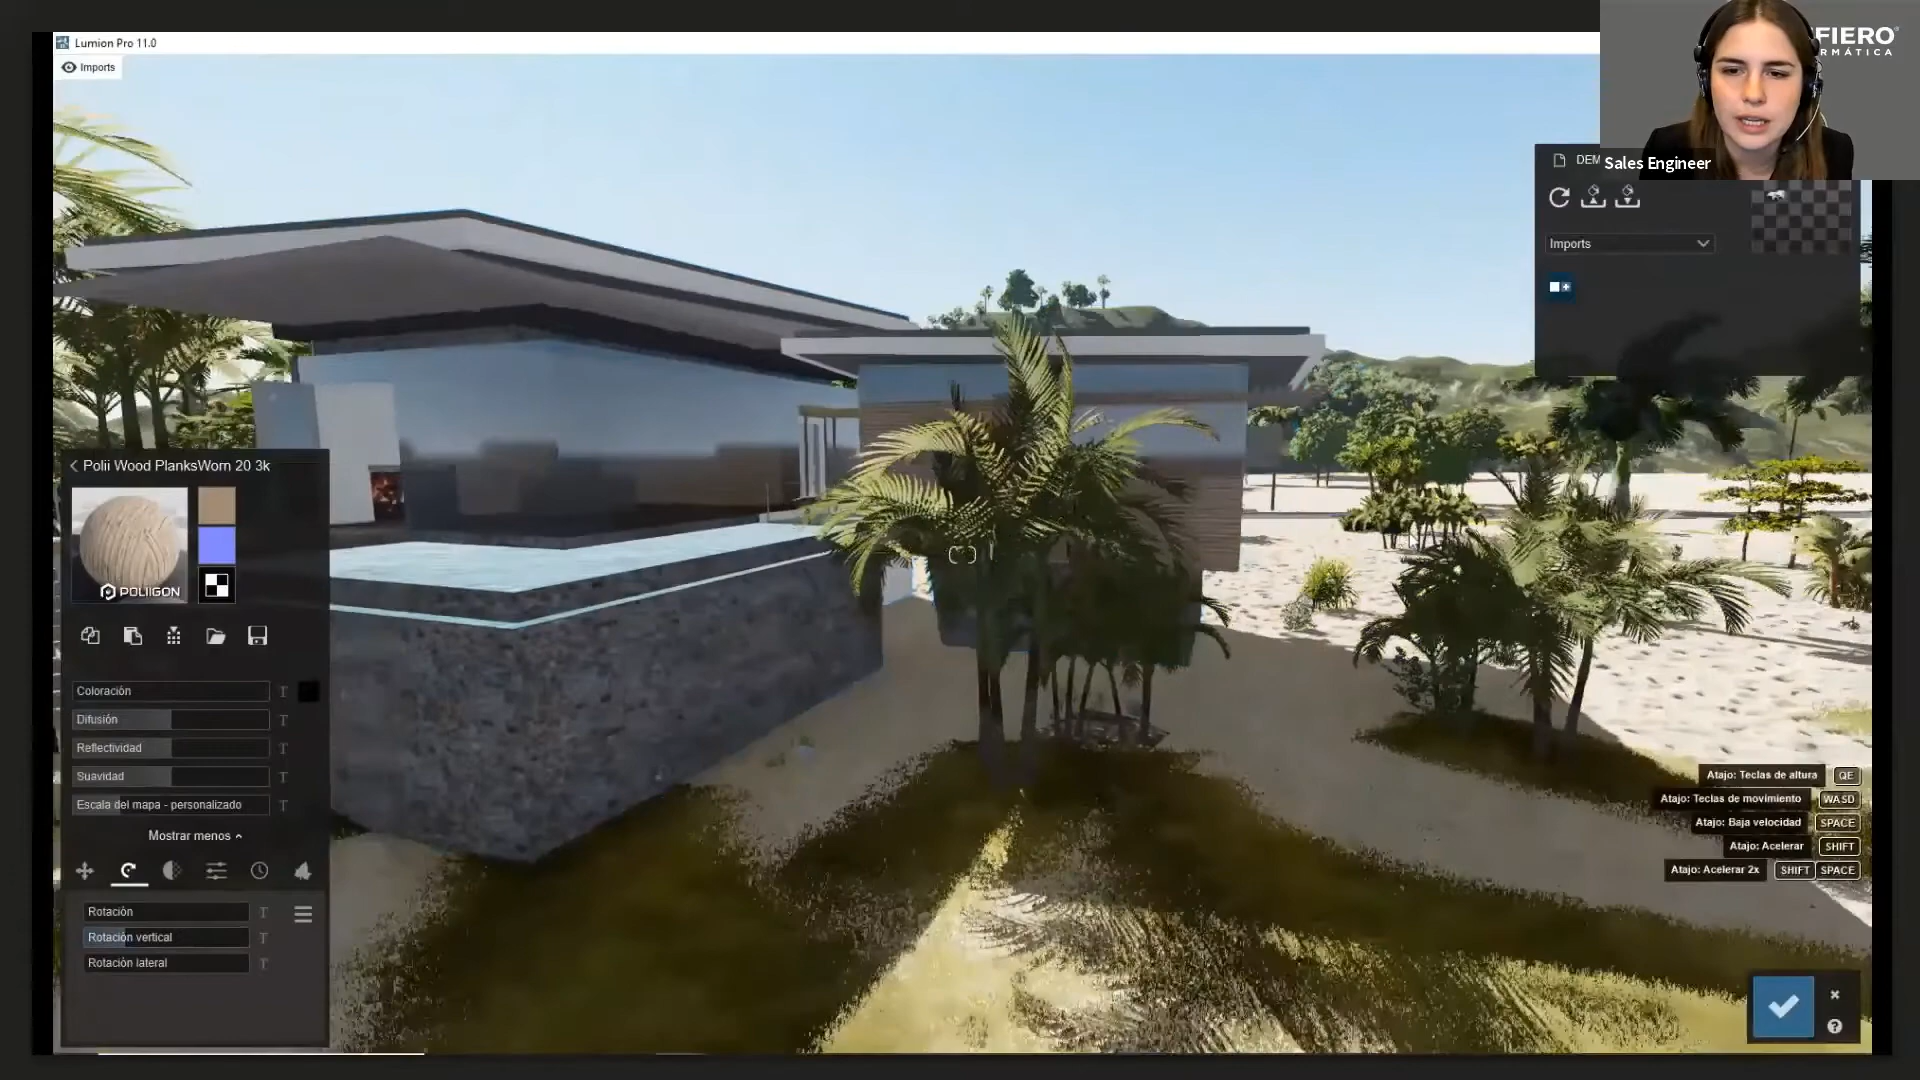 Lumion Pro 11.0
Imports
FIERO
RMÁTICA
DEM
Sales Engineer
Imports
Polii Wood PlanksWorn 20 3k
POLIIGON
Coloración
T
Difusión
T
Reflectividad
T
Suavidad
T
Escala del mapa - personalizado
T
Mostrar menos
Rotación
T
Rotación vertical
T
Rotación lateral
T
Atajo: Teclas de altura QE
Atajo: Teclas de movimiento WASD
Atajo: Baja velocidad SPACE
Atajo: Acelerar SHIFT
Atajo: Acelerar 2x SHIFT SPACE